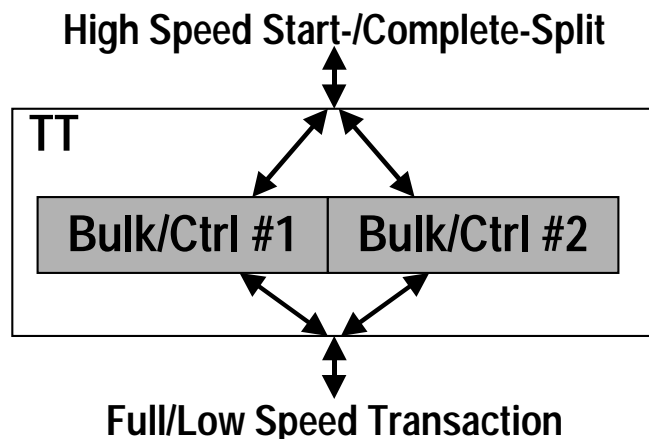 High Speed Start-/Complete-Split
TT
Bulk/Ctrl #1 Bulk/Ctrl #2
Full/Low Speed Transaction